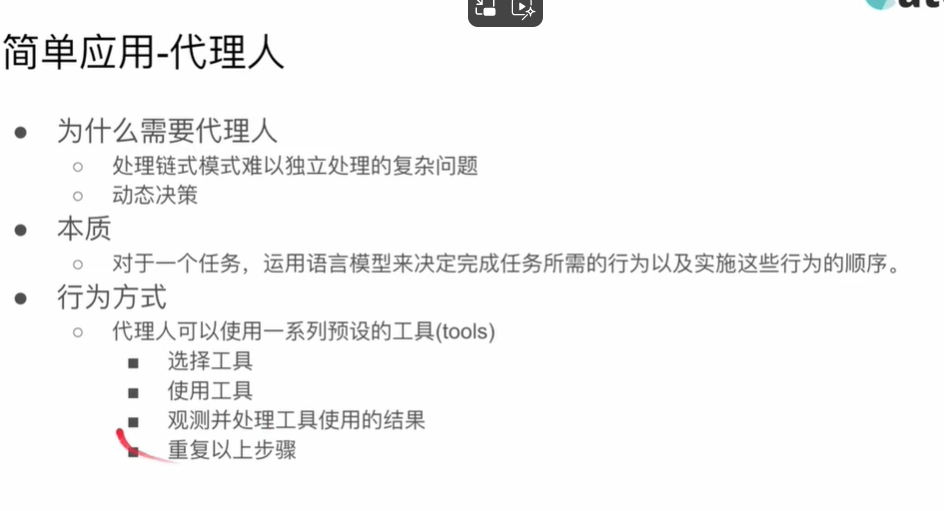 简单应用-代理人
● 为什么需要代理人
○ 处理链式模式难以独立处理的复杂问题
○ 动态决策
● 本质
○ 对于一个任务，运用语言模型来决定完成任务所需的行为以及实施这些行为的顺序。
● 行为方式
○ 代理人可以使用一系列预设的工具(tools)
■ 选择工具
■ 使用工具
■ 观测并处理工具使用的结果
■ 重复以上步骤